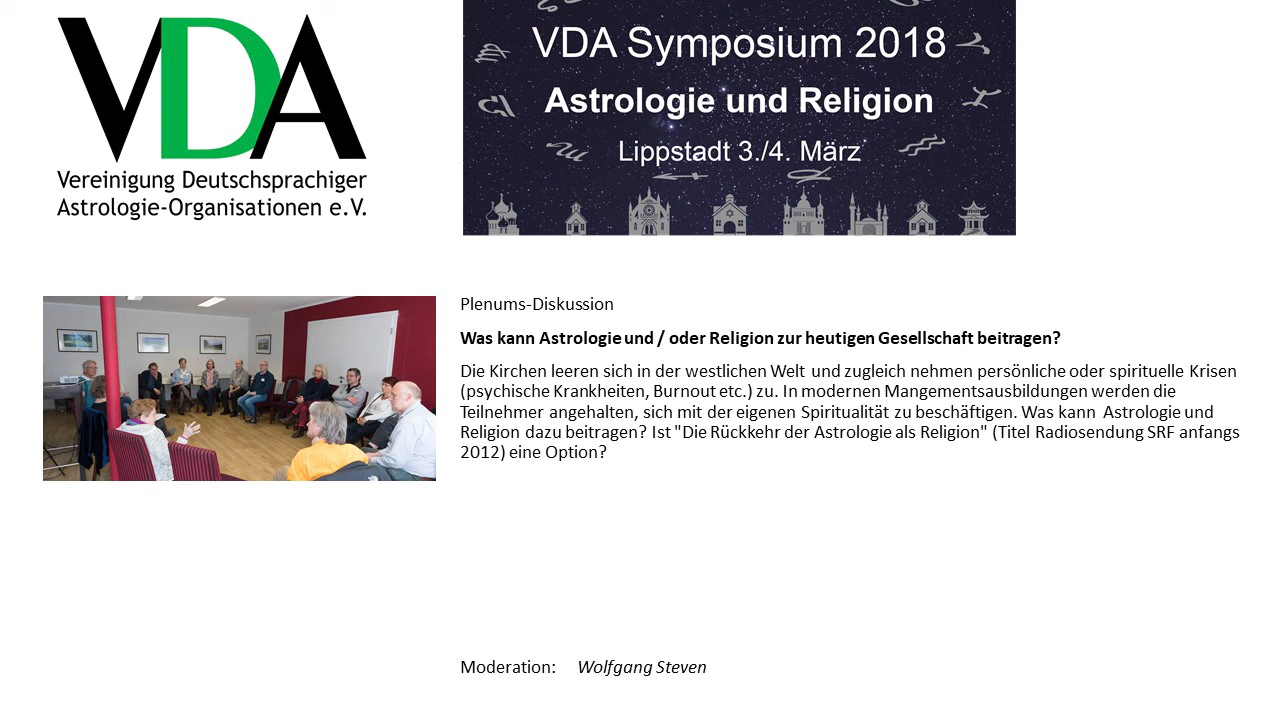 VDA
Vereinigung Deutschsprachiger
Astrologie-Organisationen e.V.
VDA Symposium 2018
Astrologie und Religion
Lippstadt 3./4. März
Plenums-Diskussion
Was kann Astrologie und / oder Religion zur heutigen Gesellschaft beitragen?
Die Kirchen leeren sich in der westlichen Welt und zugleich nehmen persönliche oder spirituelle Krisen
(psychische Krankheiten, Burnout etc.) zu. In modernen Mangementsausbildungen werden die
Teilnehmer angehalten, sich mit der eigenen Spiritualität zu beschäftigen. Was kann Astrologie und
Religion dazu beitragen? Ist "Die Rückkehr der Astrologie als Religion" (Titel Radiosendung SRF anfangs
2012) eine Option?
Moderation: Wolfgang Steven